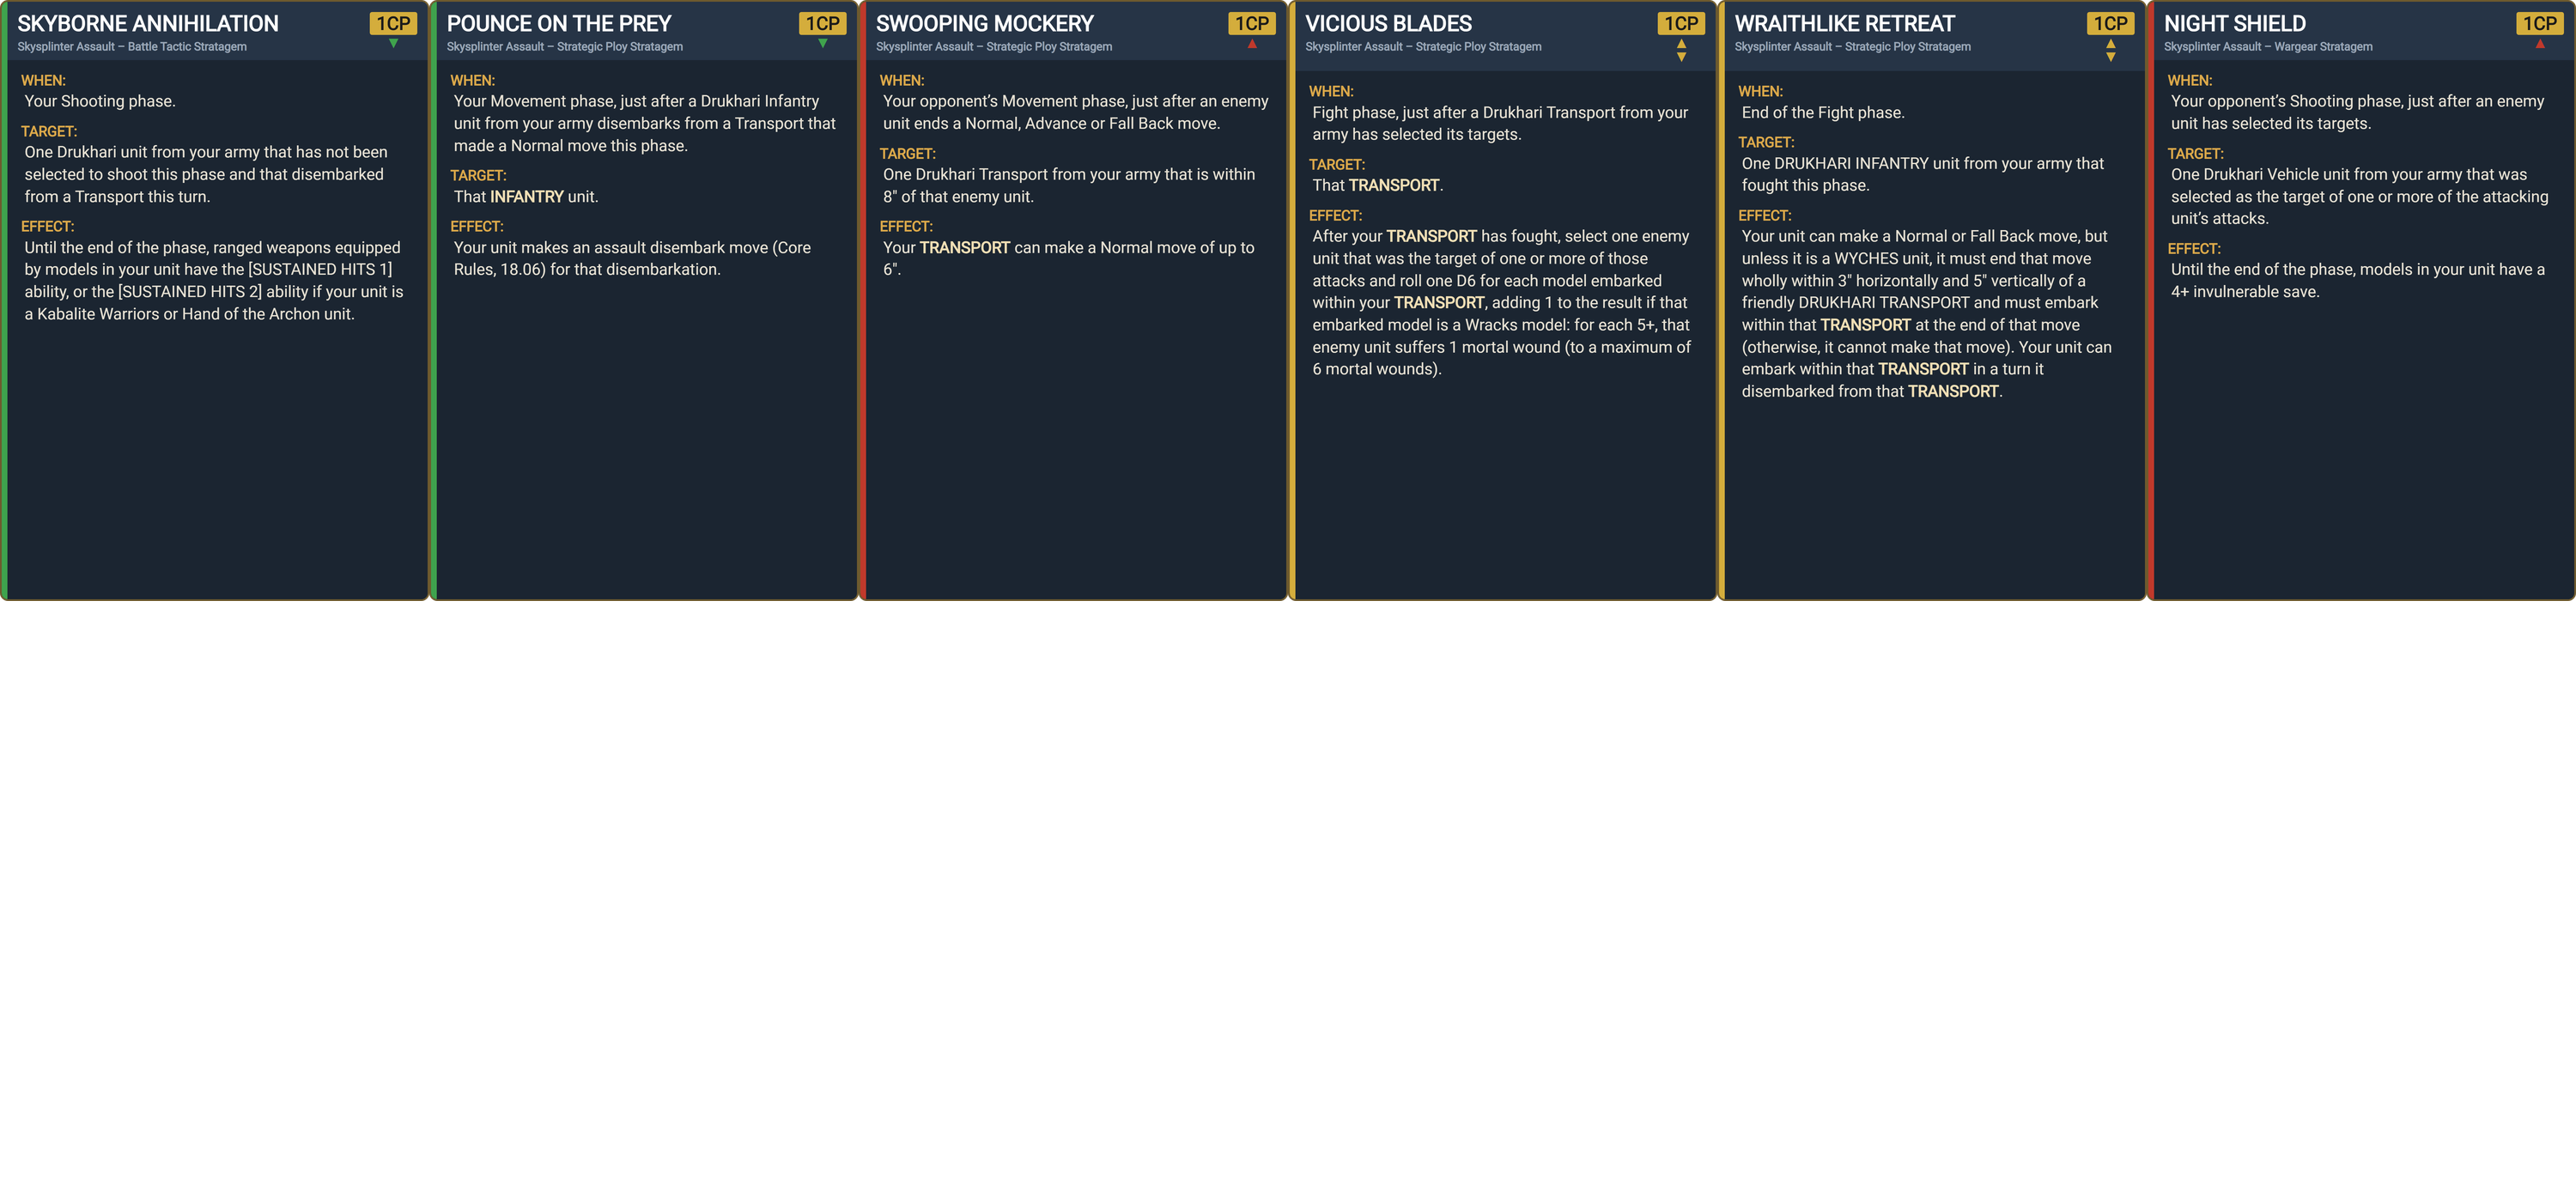 SKYBORNE ANNIHILATION
1CP
Skysplinter Assault – Battle Tactic Stratagem
▼
WHEN:
Your Shooting phase.
TARGET:
One Drukhari unit from your army that has not been
selected to shoot this phase and that disembarked
from a Transport this turn.
EFFECT:
Until the end of the phase, ranged weapons equipped
by models in your unit have the [SUSTAINED HITS 1]
ability, or the [SUSTAINED HITS 2] ability if your unit is
a Kabalite Warriors or Hand of the Archon unit.
POUNCE ON THE PREY
1CP
Skysplinter Assault – Strategic Ploy Stratagem
▼
WHEN:
Your Movement phase, just after a Drukhari Infantry
unit from your army disembarks from a Transport that
made a Normal move this phase.
TARGET:
That INFANTRY unit.
EFFECT:
Your unit makes an assault disembark move (Core
Rules, 18.06) for that disembarkation.
SWOOPING MOCKERY
1CP
Skysplinter Assault – Strategic Ploy Stratagem
▲
WHEN:
Your opponent’s Movement phase, just after an enemy
unit ends a Normal, Advance or Fall Back move.
TARGET:
One Drukhari Transport from your army that is within
8" of that enemy unit.
EFFECT:
Your TRANSPORT can make a Normal move of up to
6".
VICIOUS BLADES
1CP
Skysplinter Assault – Strategic Ploy Stratagem
▲
▼
WHEN:
Fight phase, just after a Drukhari Transport from your
army has selected its targets.
TARGET:
That TRANSPORT.
EFFECT:
After your TRANSPORT has fought, select one enemy
unit that was the target of one or more of those
attacks and roll one D6 for each model embarked
within your TRANSPORT, adding 1 to the result if that
embarked model is a Wracks model: for each 5+, that
enemy unit suffers 1 mortal wound (to a maximum of
6 mortal wounds).
WRAITHLIKE RETREAT
1CP
Skysplinter Assault – Strategic Ploy Stratagem
▲
▼
WHEN:
End of the Fight phase.
TARGET:
One DRUKHARI INFANTRY unit from your army that
fought this phase.
EFFECT:
Your unit can make a Normal or Fall Back move, but
unless it is a WYCHES unit, it must end that move
wholly within 3" horizontally and 5" vertically of a
friendly DRUKHARI TRANSPORT and must embark
within that TRANSPORT at the end of that move
(otherwise, it cannot make that move). Your unit can
embark within that TRANSPORT in a turn it
disembarked from that TRANSPORT.
NIGHT SHIELD
1CP
Skysplinter Assault – Wargear Stratagem
▲
WHEN:
Your opponent’s Shooting phase, just after an enemy
unit has selected its targets.
TARGET:
One Drukhari Vehicle unit from your army that was
selected as the target of one or more of the attacking
unit’s attacks.
EFFECT:
Until the end of the phase, models in your unit have a
4+ invulnerable save.